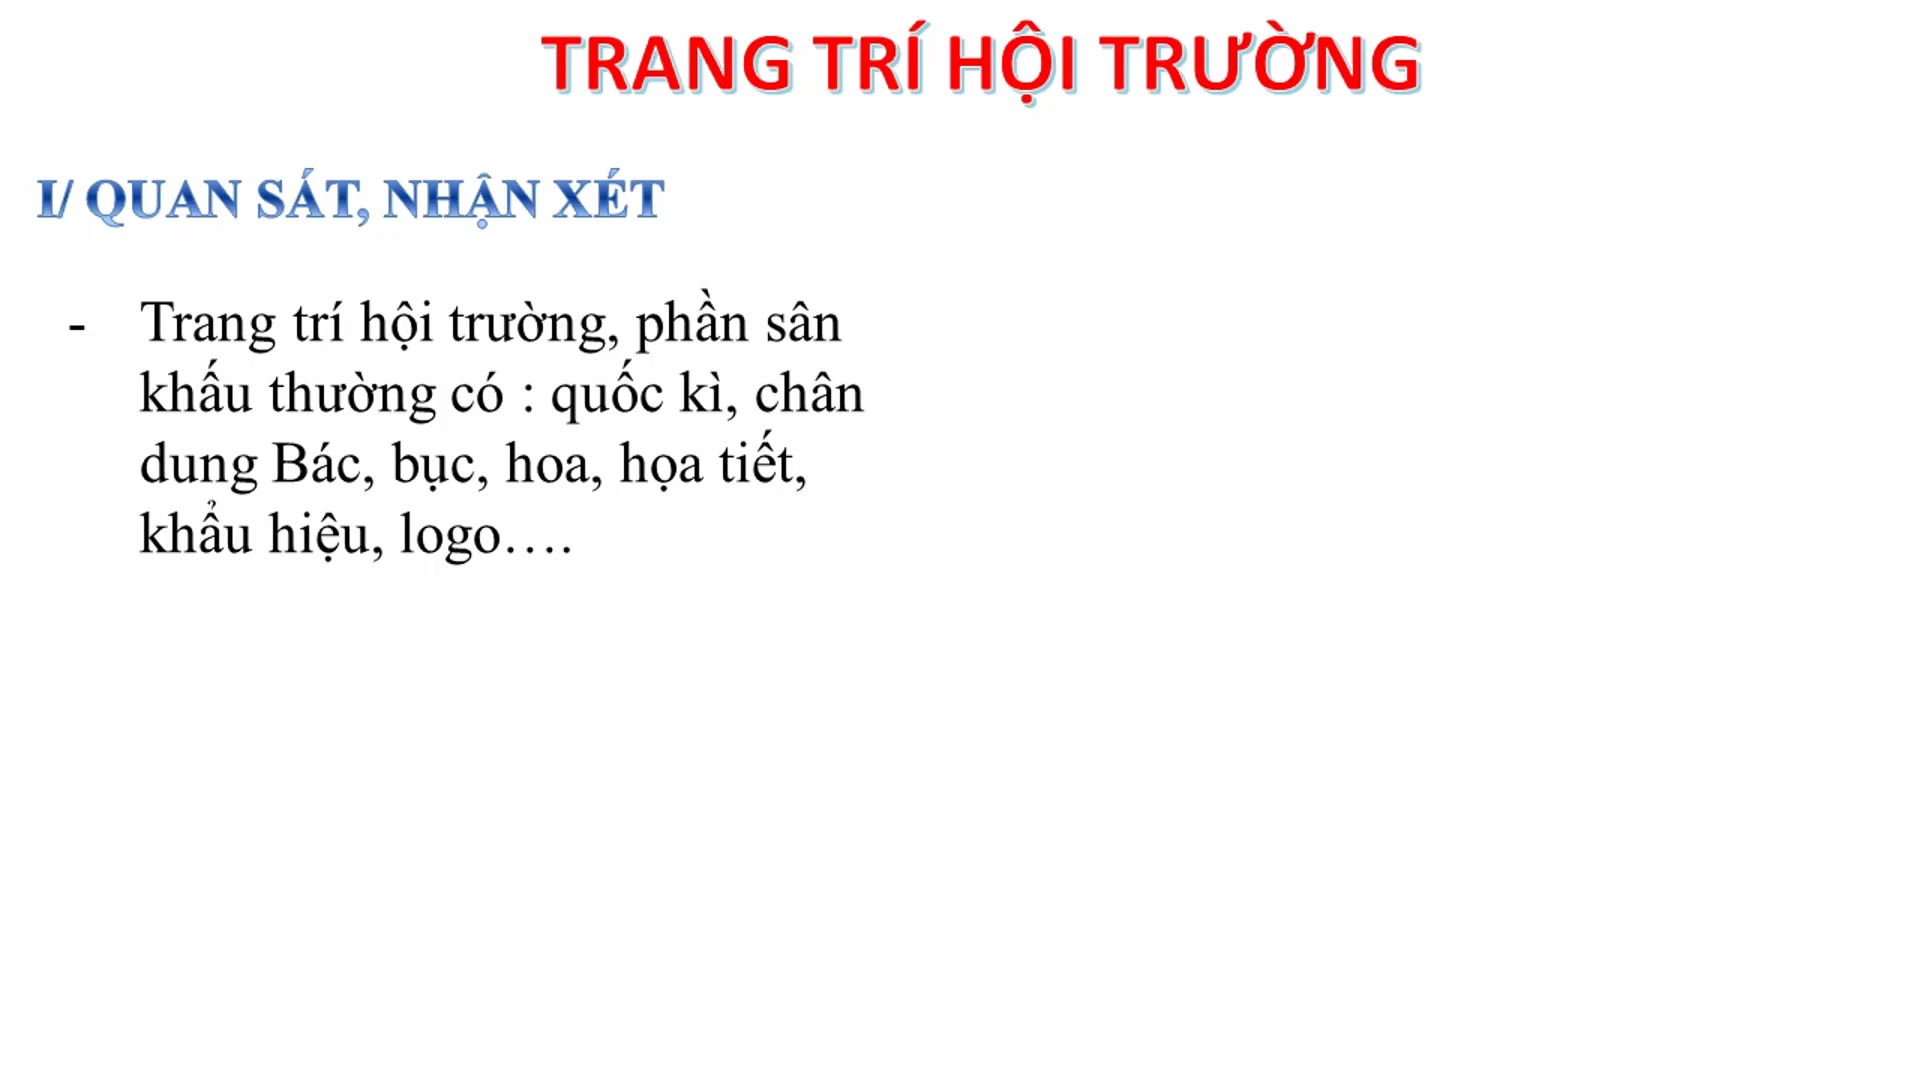 TRANG TRÍ HỘI TRƯỜNG
I/ QUAN SÁT, NHẬN XÉT
- Trang trí hội trường, phần sân
khấu thường có : quốc kì, chân
dung Bác, bục, hoa, họa tiết,
khẩu hiệu, logo….